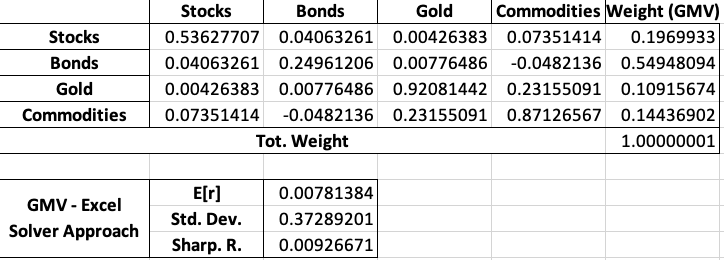 Stocks Bonds Gold Commodities Weight (GMV)
Stocks 0.53627707 0.04063261 0.00426383 0.07351414 0.1969933
Bonds 0.04063261 0.24961206 0.00776486 -0.0482136 0.54948094
Gold 0.00426383 0.00776486 0.92081442 0.23155091 0.10915674
Commodities 0.07351414 -0.0482136 0.23155091 0.87126567 0.14436902
Tot. Weight 1.00000001
GMV - Excel
Solver Approach
E[r] 0.00781384
Std. Dev. 0.37289201
Sharp. R. 0.00926671